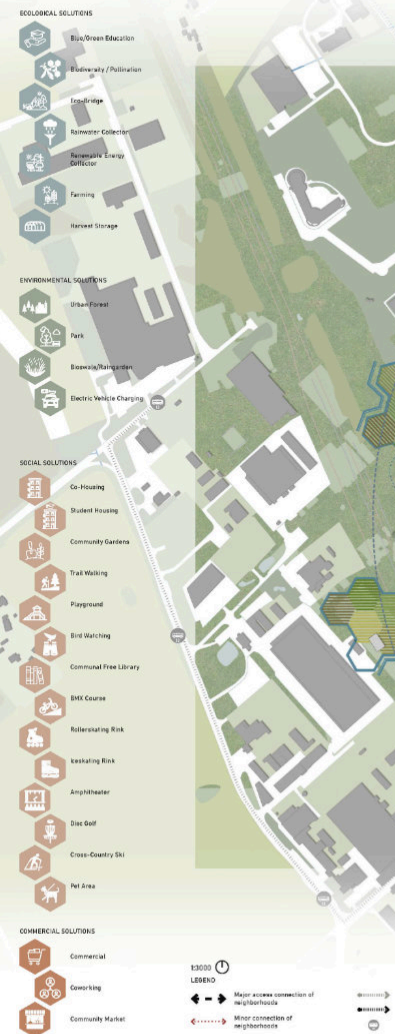 ECOLOGICAL SOLUTIONS
Blue/Green Education
Biodiversity / Pollination
Eco-Bridge
Rainwater Collector
Renewable Energy
Collector
Farming
Harvest Storage
ENVIRONMENTAL SOLUTIONS
Urban Forest
Park
Bioswale/Raingarden
Electric Vehicle Charging
SOCIAL SOLUTIONS
Co-Housing
Student Housing
Community Gardens
Trail Walking
Playground
Bird Watching
Communal Free Library
BMX Course
Rollerskating Rink
Iceskating Rink
Amphitheater
Disc Golf
Cross-Country Ski
Pet Area
COMMERCIAL SOLUTIONS
Commercial
Coworking
Community Market
1:3000
LEGEND
Major access connection of
neighborhoods
Minor connection of
neighborhoods